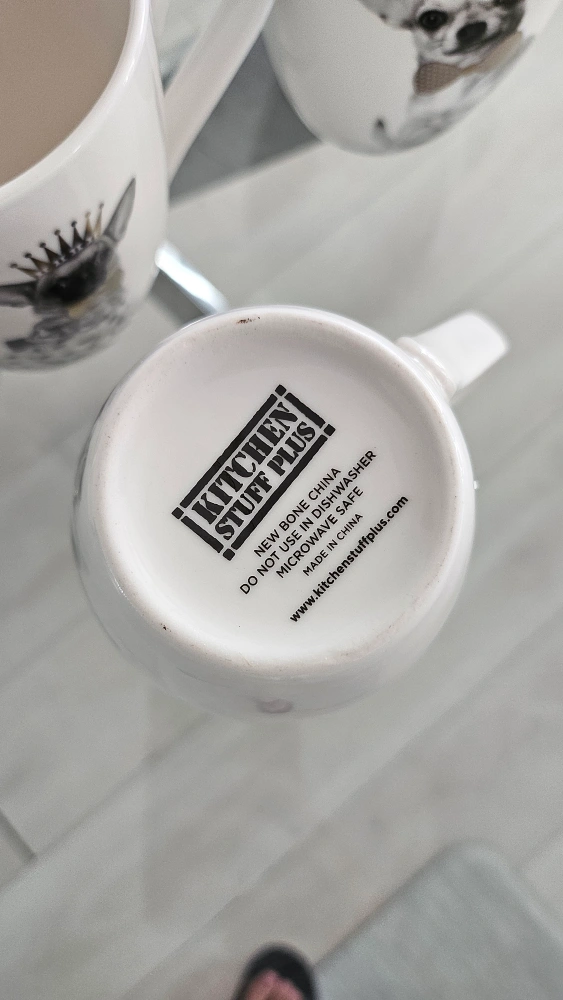 KITCHEN
STUFF PLUS
NEW BONE CHINA
DO NOT USE IN DISHWASHER
MICROWAVE SAFE
MADE IN CHINA
www.kitchenstuffplus.com